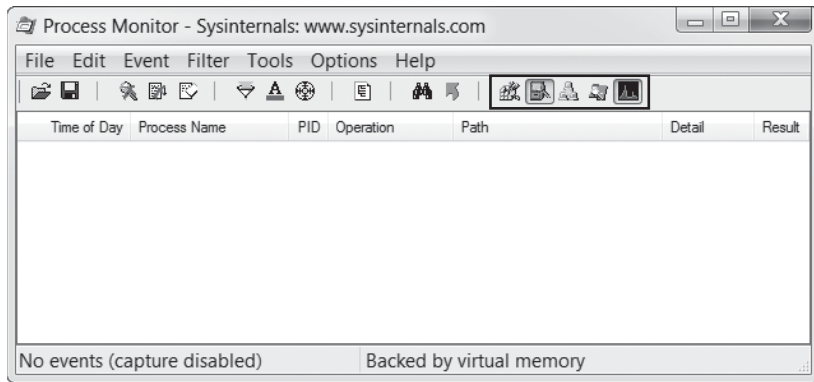 Process Monitor - Sysinternals: www.sysinternals.com
File Edit Event Filter Tools Options Help
Time of Day Process Name PID Operation Path Detail Result
No events (capture disabled) Backed by virtual memory